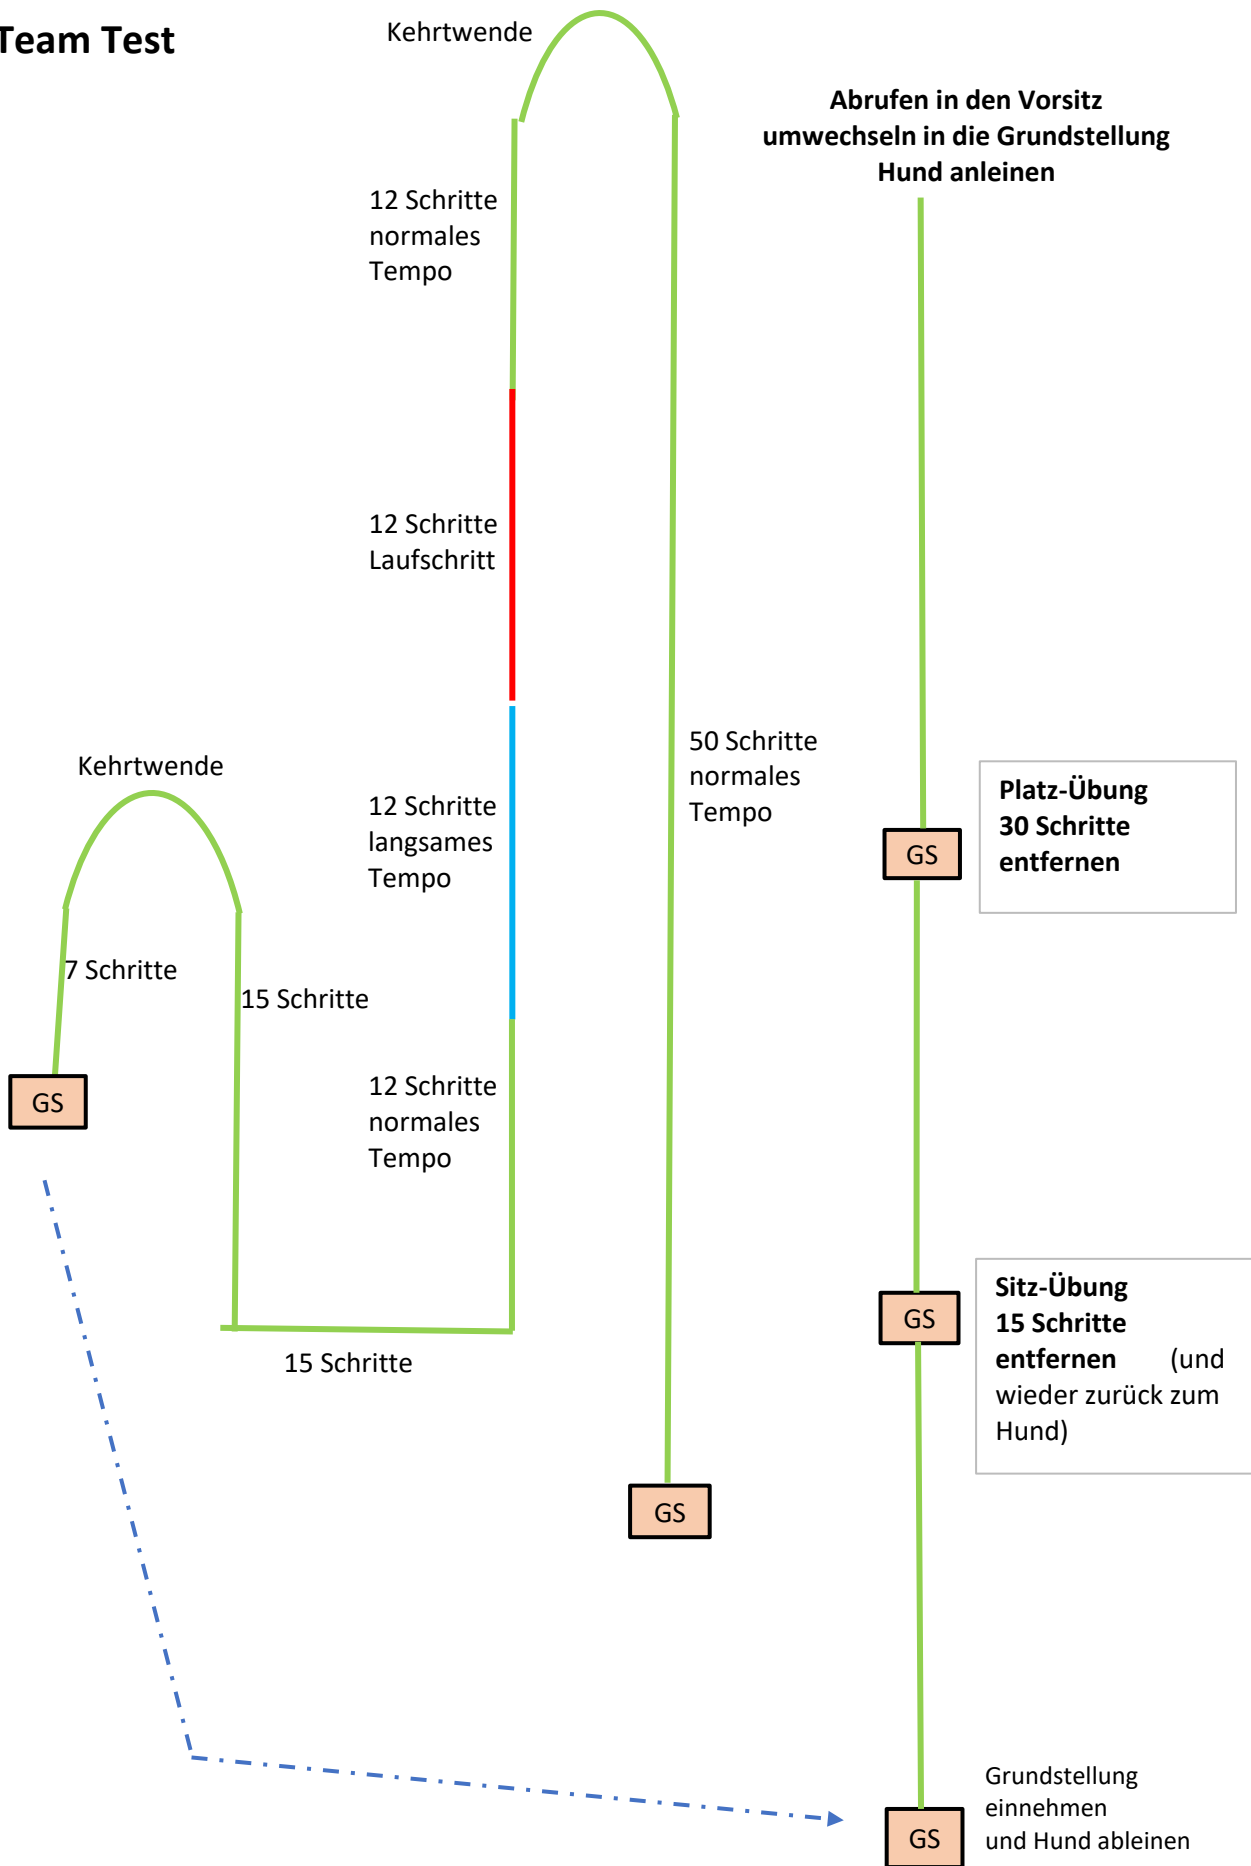 Team Test
Kehrtwende
Abrufen in den Vorsitz
umwechseln in die Grundstellung
Hund anleinen
12 Schritte
normales
Tempo
12 Schritte
Laufschritt
50 Schritte
normales
Tempo
Kehrtwende
12 Schritte
langsames
Tempo
Platz-Übung
30 Schritte
entfernen
GS
7 Schritte
15 Schritte
GS
12 Schritte
normales
Tempo
Sitz-Übung
15 Schritte
entfernen (und
wieder zurück zum
Hund)
GS
15 Schritte
GS
Grundstellung
einnehmen
und Hund ableinen
GS